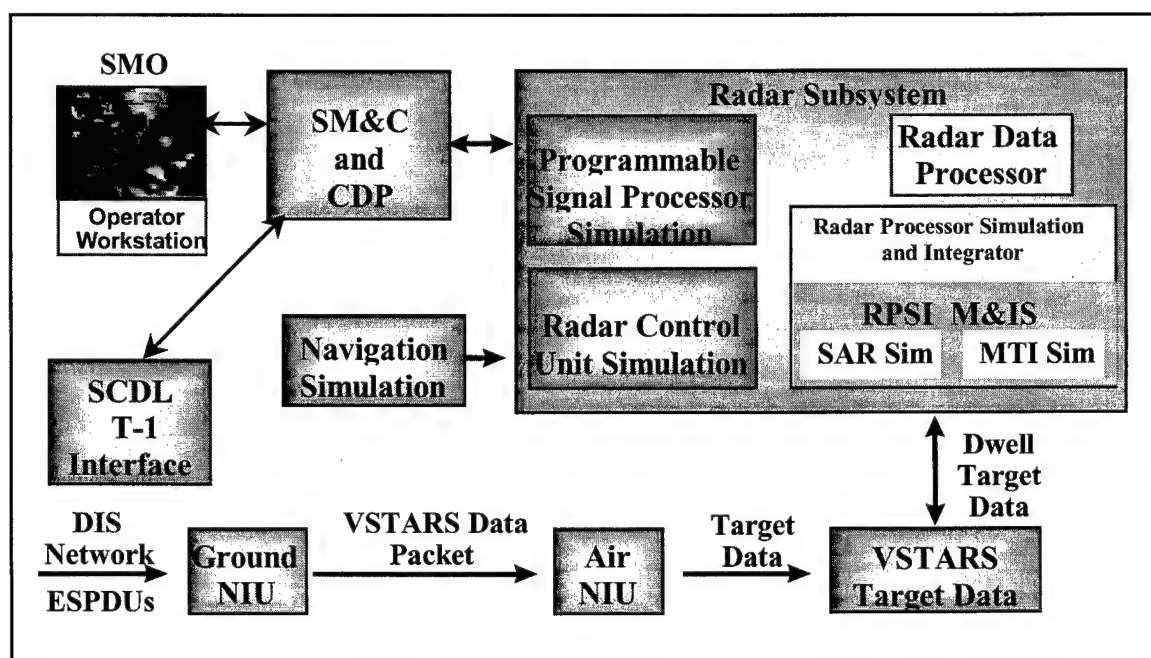 SMO
Operator
Workstation
SM&C
and
CDP
Radar Subsystem
Programmable
Signal Processor
Simulation
Radar Data
Processor
Radar Processor Simulation
and Integrator
RPSI M&IS
SAR Sim
MTI Sim
Radar Control
Unit Simulation
Navigation
Simulation
SCDL
T-1
Interface
Dwell
Target
Data
DIS
Network
ESPDUs
Ground
NIU
VSTARS Data
Packet
Air
NIU
Target
Data
VSTARS
Target Data